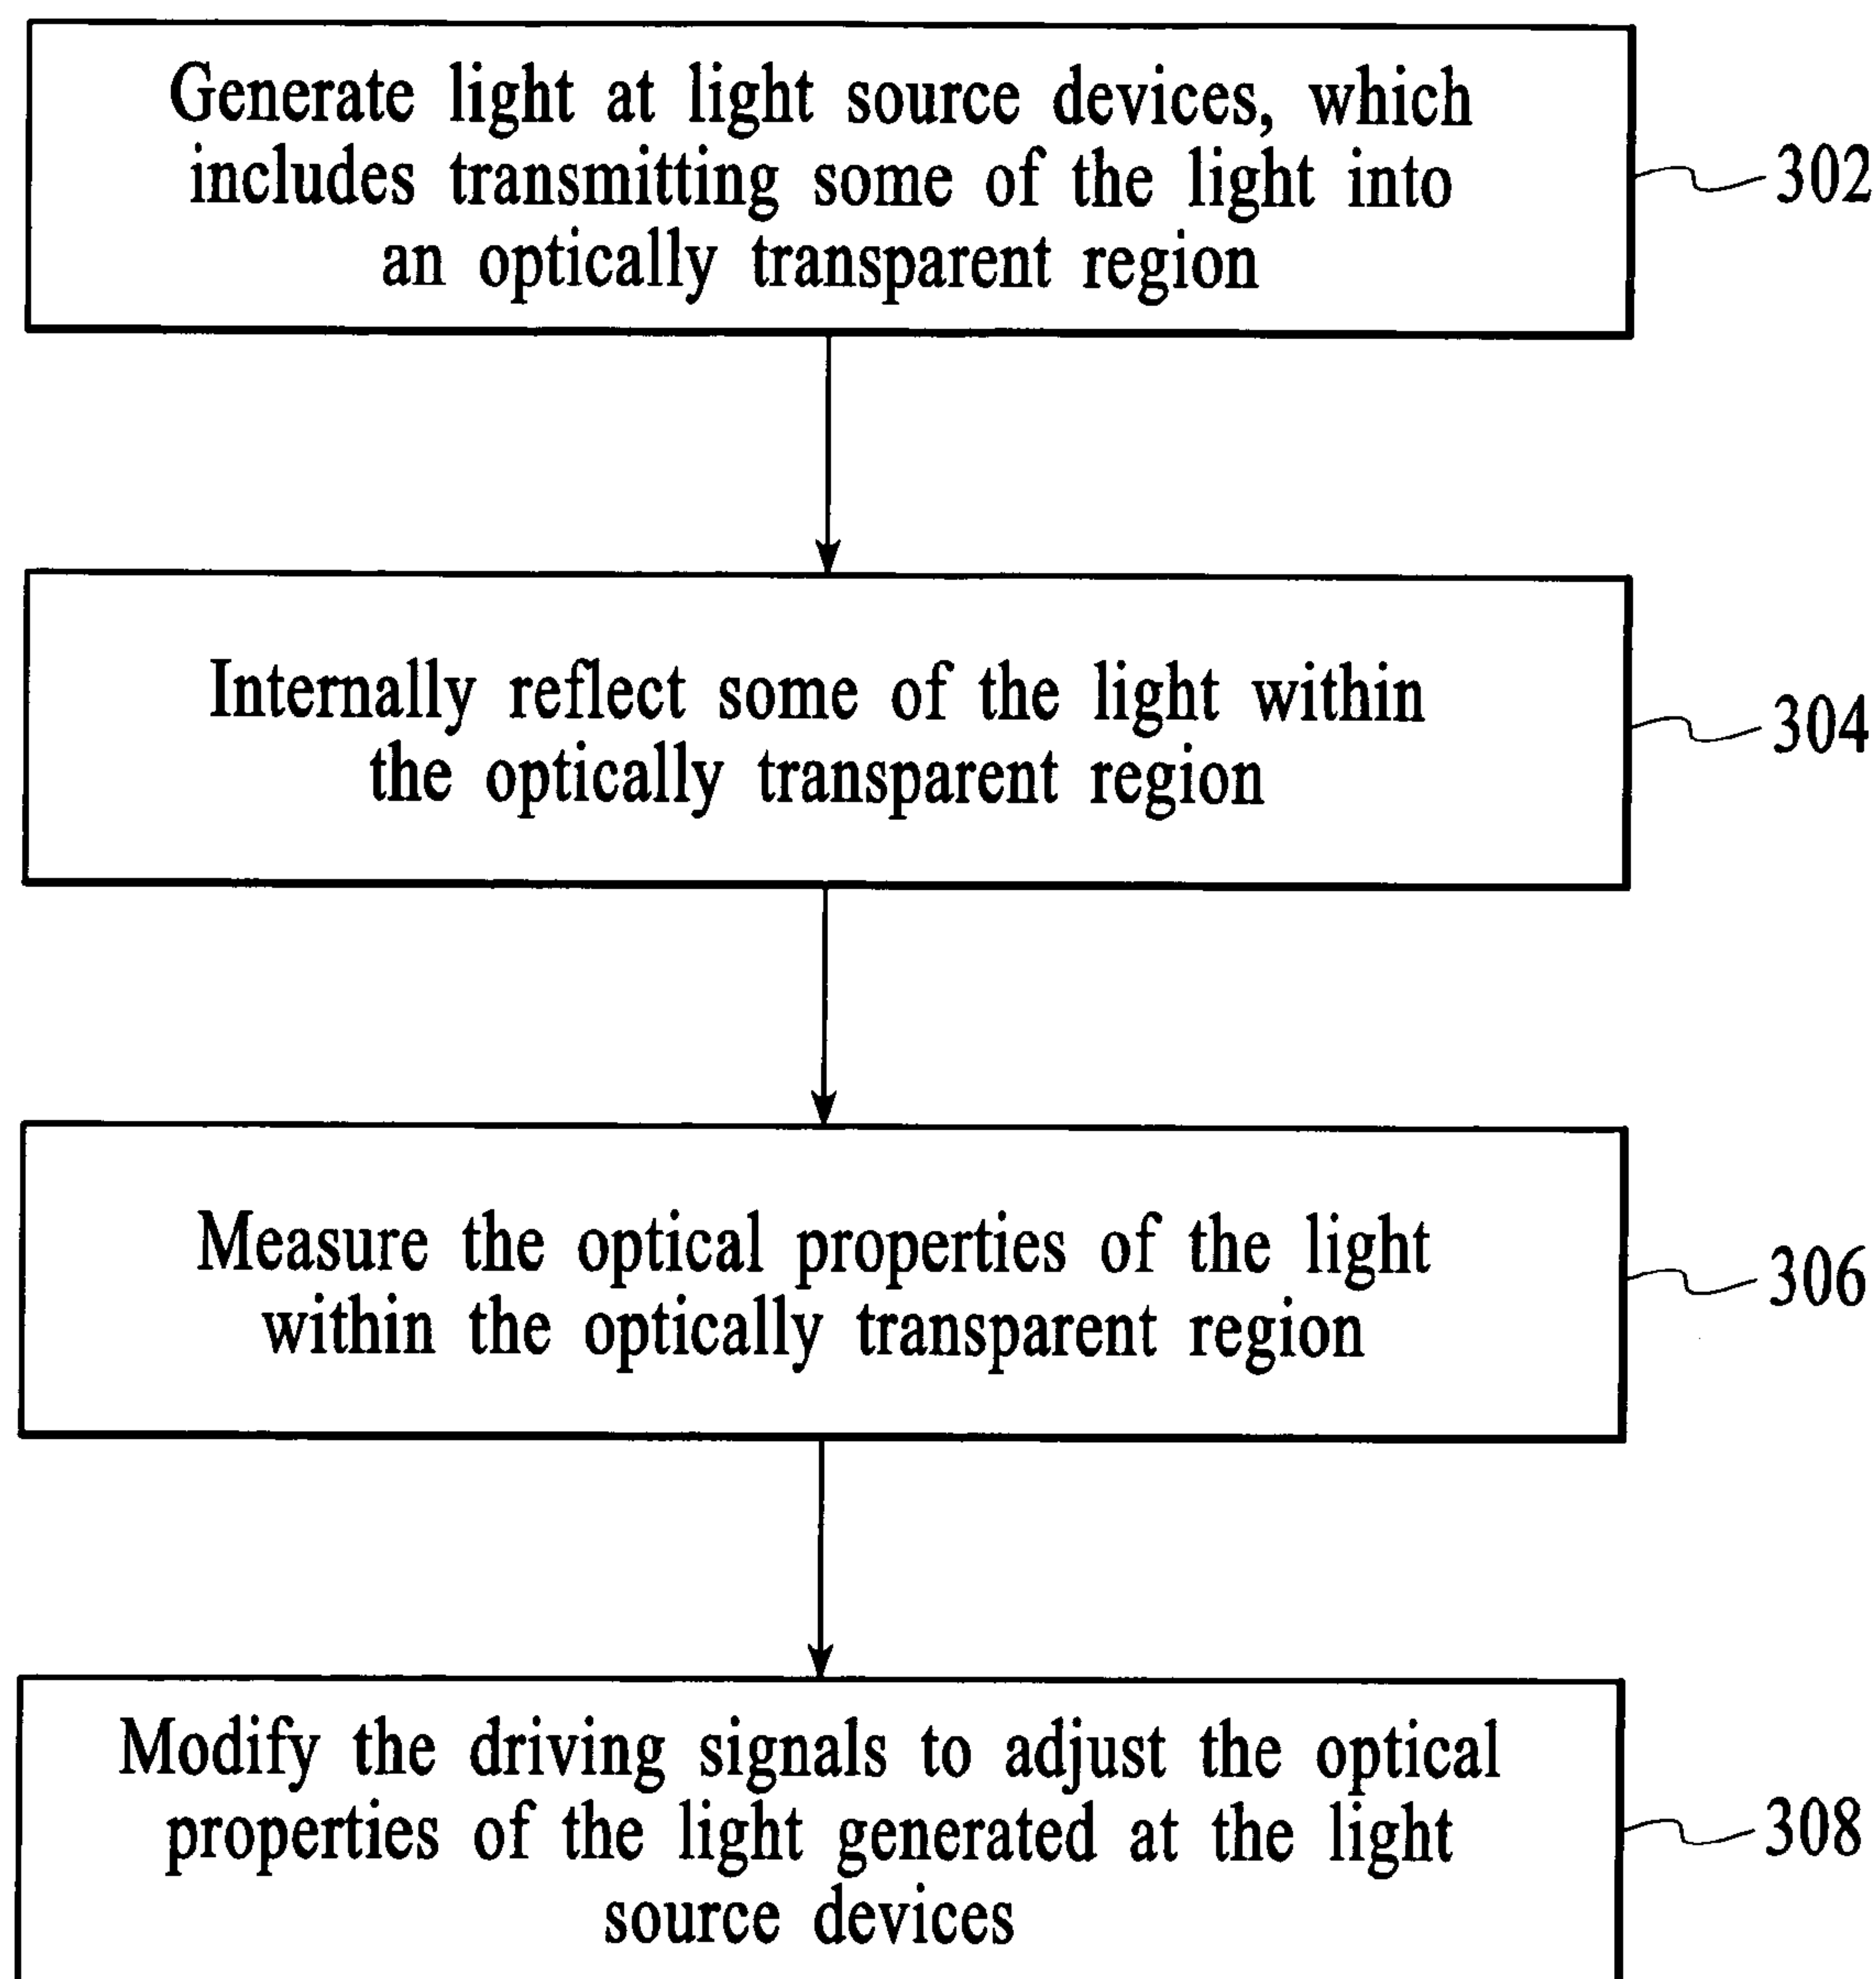 Generate light at light source devices, which
includes transmitting some of the light into
an optically transparent region
302
Internally reflect some of the light within
the optically transparent region
304
Measure the optical properties of the light
within the optically transparent region
306
Modify the driving signals to adjust the optical
properties of the light generated at the light
source devices
308